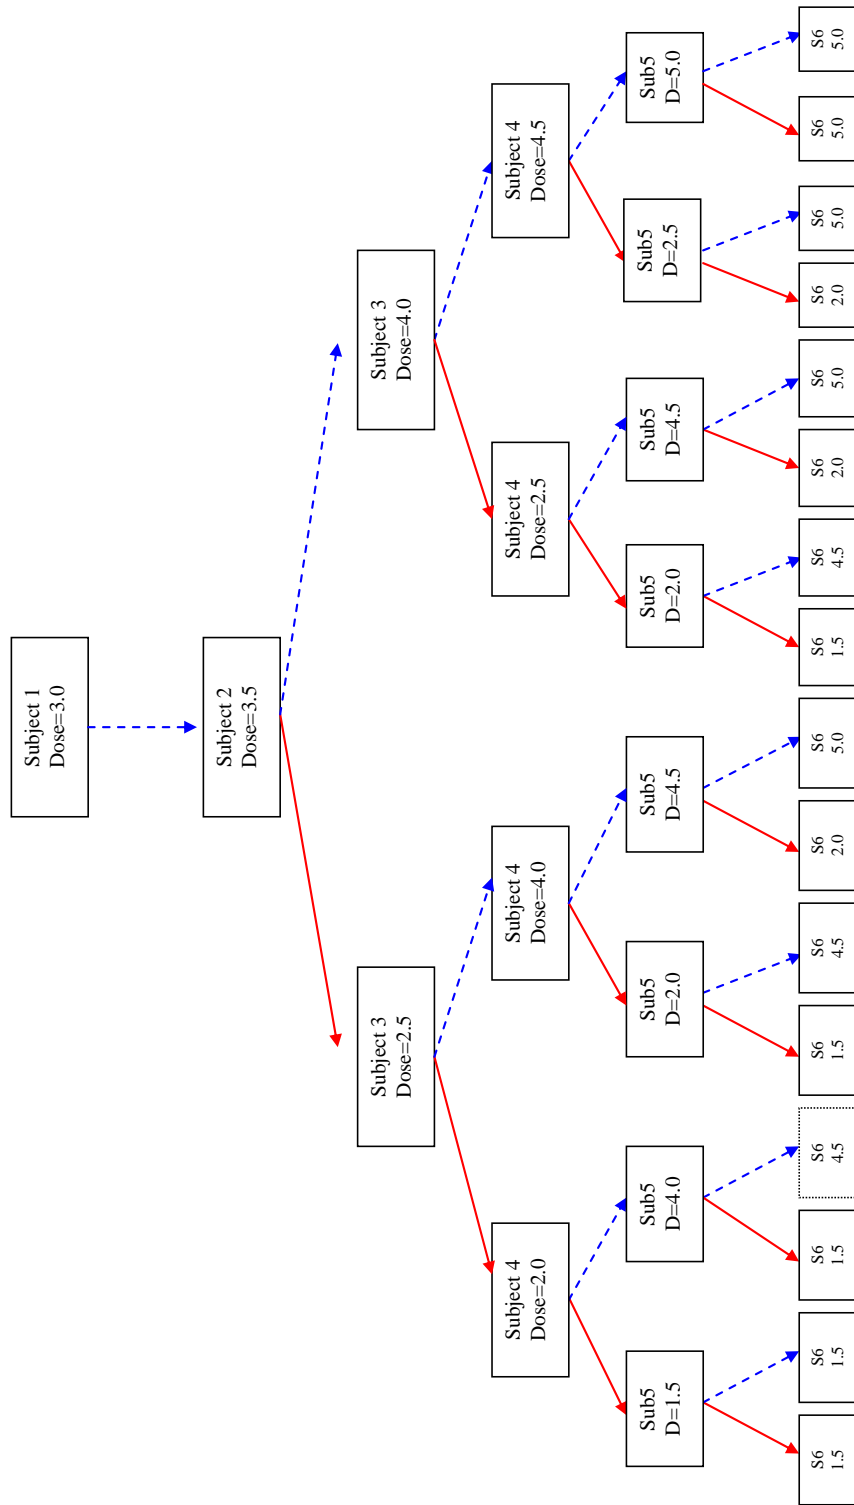 Subject 1
Dose=3.0
Subject 2
Dose=3.5
Subject 3
Dose=2.5
Subject 3
Dose=4.0
Subject 4
Dose=2.0
Subject 4
Dose=4.0
Subject 4
Dose=2.5
Subject 4
Dose=4.5
Sub5
D=1.5
Sub5
D=4.0
Sub5
D=2.0
Sub5
D=4.5
Sub5
D=2.0
Sub5
D=4.5
Sub5
D=2.5
Sub5
D=5.0
S6
1.5
S6
1.5
S6
1.5
S6
4.5
S6
1.5
S6
4.5
S6
2.0
S6
5.0
S6
1.5
S6
4.5
S6
2.0
S6
5.0
S6
2.0
S6
5.0
S6
5.0
S6
5.0